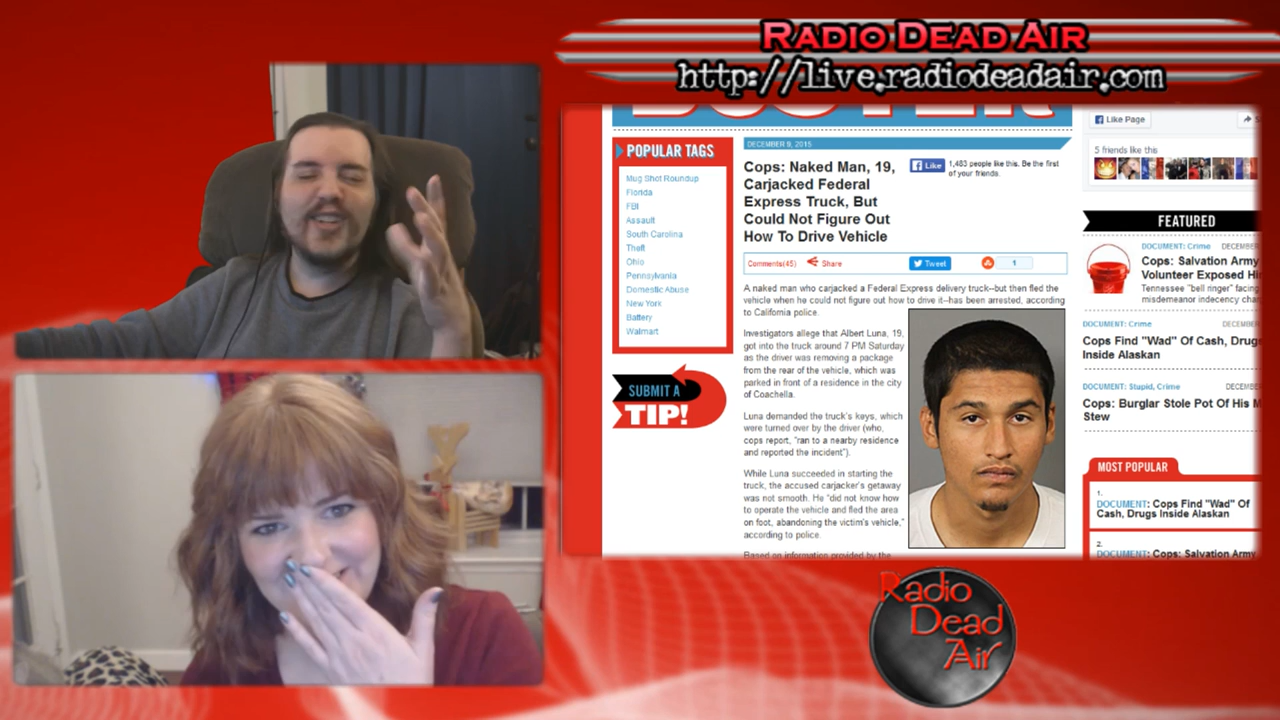 RADIO DEAD AIR
http://live.radiodeadair.com
POPULAR TAGS
Mug Shot Roundup
Florida
FBI
Assault
South Carolina
Theft
Ohio
Pennsylvania
Domestic Abuse
New York
Battery
Walmart
SUBMIT A
TIP!
DECEMBER 9, 2015
Cops: Naked Man, 19,
Carjacked Federal
Express Truck, But
Could Not Figure Out
How To Drive Vehicle
Like
1,483 people like this. Be the first
of your friends.
Comments(45)
Share
Tweet
1
A naked man who carjacked a Federal Express delivery truck--but then fled the
vehicle when he could not figure out how to drive it--has been arrested, according
to California police.
Investigators allege that Albert Luna, 19,
got into the truck around 7 PM Saturday
as the driver was removing a package
from the rear of the vehicle, which was
parked in front of a residence in the city
of Coachella.
Luna demanded the truck's keys, which
were turned over by the driver (who,
cops report, "ran to a nearby residence
and reported the incident").
While Luna succeeded in starting the
truck, the accused carjacker's getaway
was not smooth. He "did not know how
to operate the vehicle and fled the area
on foot, abandoning the victim's vehicle,"
according to police.
Based on information provided by the
Like Page
S
5 friends like this
FEATURED
DOCUMENT: Crime
DECEMBER
Cops: Salvation Army
Volunteer Exposed Hi
Tennessee "bell ringer" facing
misdemeanor indecency char
DOCUMENT: Crime
DECEMBE
Cops Find "Wad" Of Cash, Drugs
Inside Alaskan
DOCUMENT: Stupid, Crime
DECEMBE
Cops: Burglar Stole Pot Of His M
Stew
MOST POPULAR
1.
DOCUMENT: Cops Find "Wad" Of
Cash, Drugs Inside Alaskan
2.
DOCUMENT: Cops: Salvation Army
Radio
Dead
Air